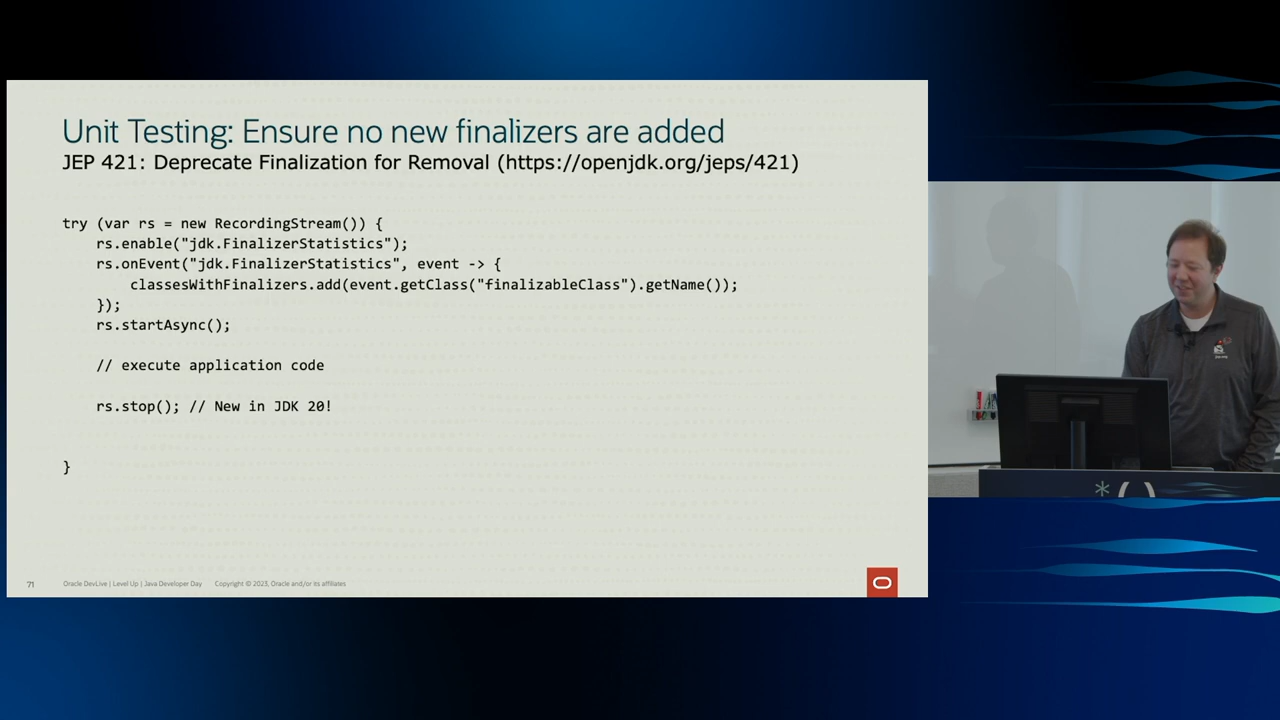 Unit Testing: Ensure no new finalizers are added
JEP 421: Deprecate Finalization for Removal (https://openjdk.org/jeps/421)
try (var rs = new RecordingStream()) {
rs.enable("jdk.FinalizerStatistics");
rs.onEvent("jdk.FinalizerStatistics", event -> {
classesWithFinalizers.add(event.getClass("finalizableClass").getName());
});
rs.startAsync();
// execute application code
rs.stop(); // New in JDK 20!
}
71 Oracle DevLive | Level Up | Java Developer Day Copyright © 2023, Oracle and/or its affiliates